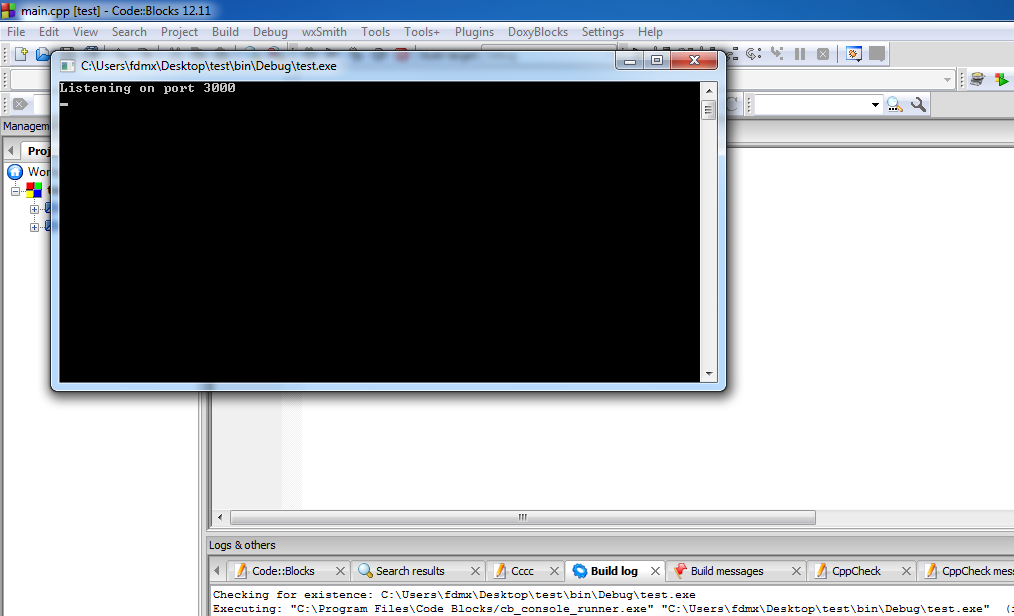 main.cpp [test] - Code::Blocks 12.11
File Edit View Search Project Build Debug wxSmith Tools Tools+ Plugins DoxyBlocks Settings Help
C:\Users\fdmx\Desktop\test\bin\Debug\test.exe
Listening on port 3000
Managem
Proj
Wor
Logs & others
Code::Blocks Search results Cccc Build log Build messages CppCheck CppCheck mes
Checking for existence: C:\Users\fdmx\Desktop\test\bin\Debug\test.exe
Executing: "C:\Program Files\Code Blocks/cb_console_runner.exe" "C:\Users\fdmx\Desktop\test\bin\Debug\test.exe"